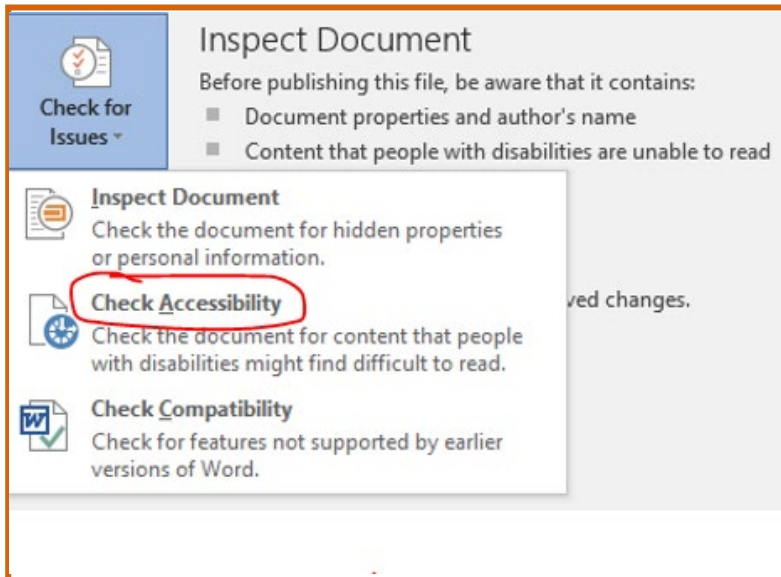 Inspect Document
Before publishing this file, be aware that it contains:
Check for
Issues
Document properties and author's name
Content that people with disabilities are unable to read
Inspect Document
Check the document for hidden properties
or personal information.
ved changes.
Check Accessibility
Check the document for content that people
with disabilities might find difficult to read.
Check Compatibility
Check for features not supported by earlier
versions of Word.